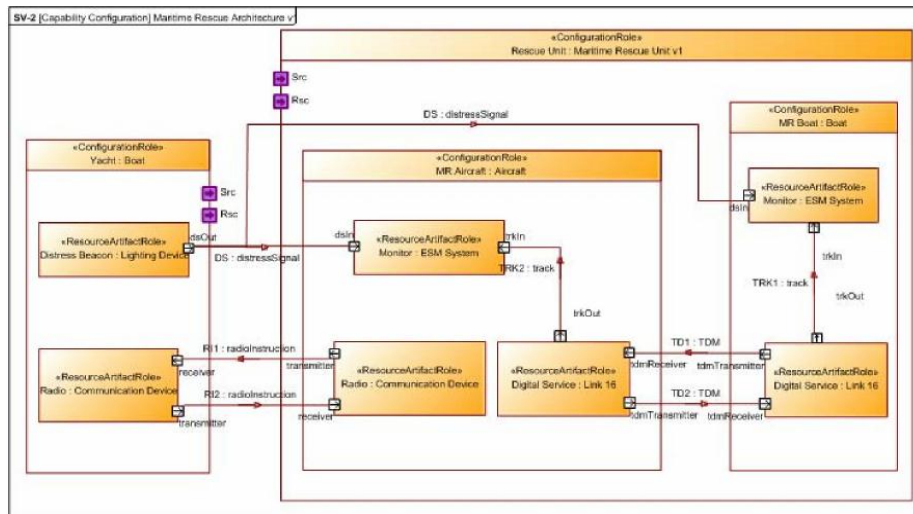 SV-2 [Capability Configuration] Maritime Rescue Architecture v1
«ConfigurationRole»
Rescue Unit : Maritime Rescue Unit v1
Src
Rsc
DS : distressSignal
«ConfigurationRole»
MR Boat : Boat
«ConfigurationRole»
Yacht : Boat
«ConfigurationRole»
MR Aircraft : Aircraft
Src
Rsc
«ResourceArtifactRole»
Monitor : ESM System
dsIn
«ResourceArtifactRole»
Distress Beacon : Lighting Device
dsOut
DS : distressSignal
dsIn
«ResourceArtifactRole»
Monitor : ESM System
trkIn
TRK2 : track
trkOut
trkIn
TRK1 : track
trkOut
«ResourceArtifactRole»
Radio : Communication Device
RI1 : radioInstruction
receiver
transmitter
RI2 : radioInstruction
transmitter
receiver
«ResourceArtifactRole»
Radio : Communication Device
«ResourceArtifactRole»
Digital Service : Link 16
TD1 : TDM
tdmReceiver
tdmTransmitter
TD2 : TDM
tdmTransmitter
tdmReceiver
«ResourceArtifactRole»
Digital Service : Link 16